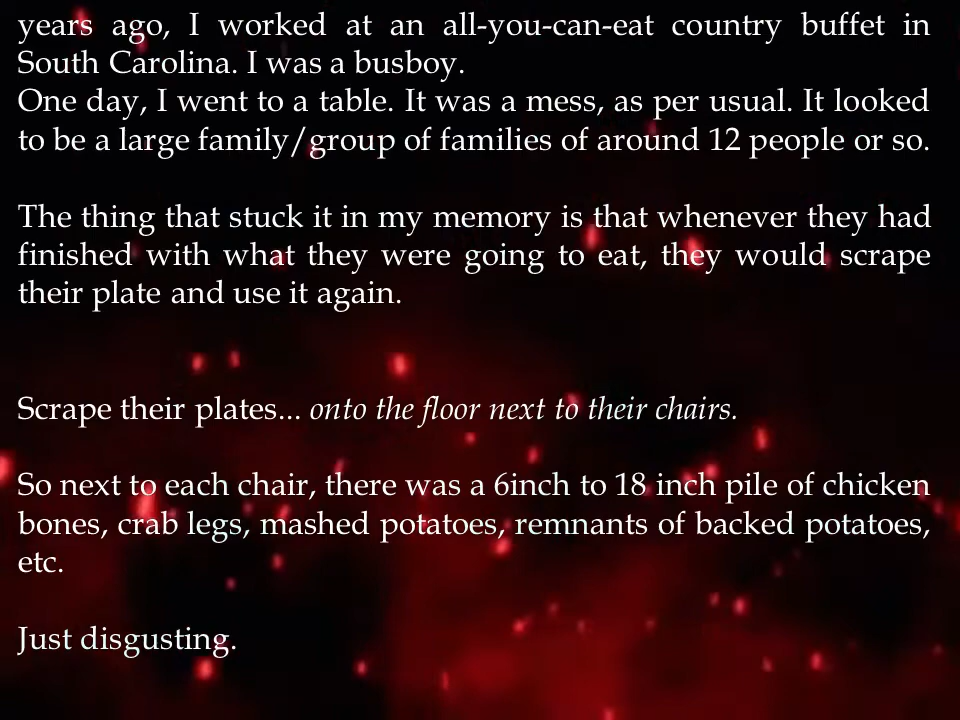 years ago, I worked at an all-you-can-eat country buffet in
South Carolina. I was a busboy.
One day, I went to a table. It was a mess, as per usual. It looked
to be a large family/group of families of around 12 people or so.
The thing that stuck it in my memory is that whenever they had
finished with what they were going to eat, they would scrape
their plate and use it again.
Scrape their plates... onto the floor next to their chairs.
So next to each chair, there was a 6inch to 18 inch pile of chicken
bones, crab legs, mashed potatoes, remnants of backed potatoes,
etc.
Just disgusting.